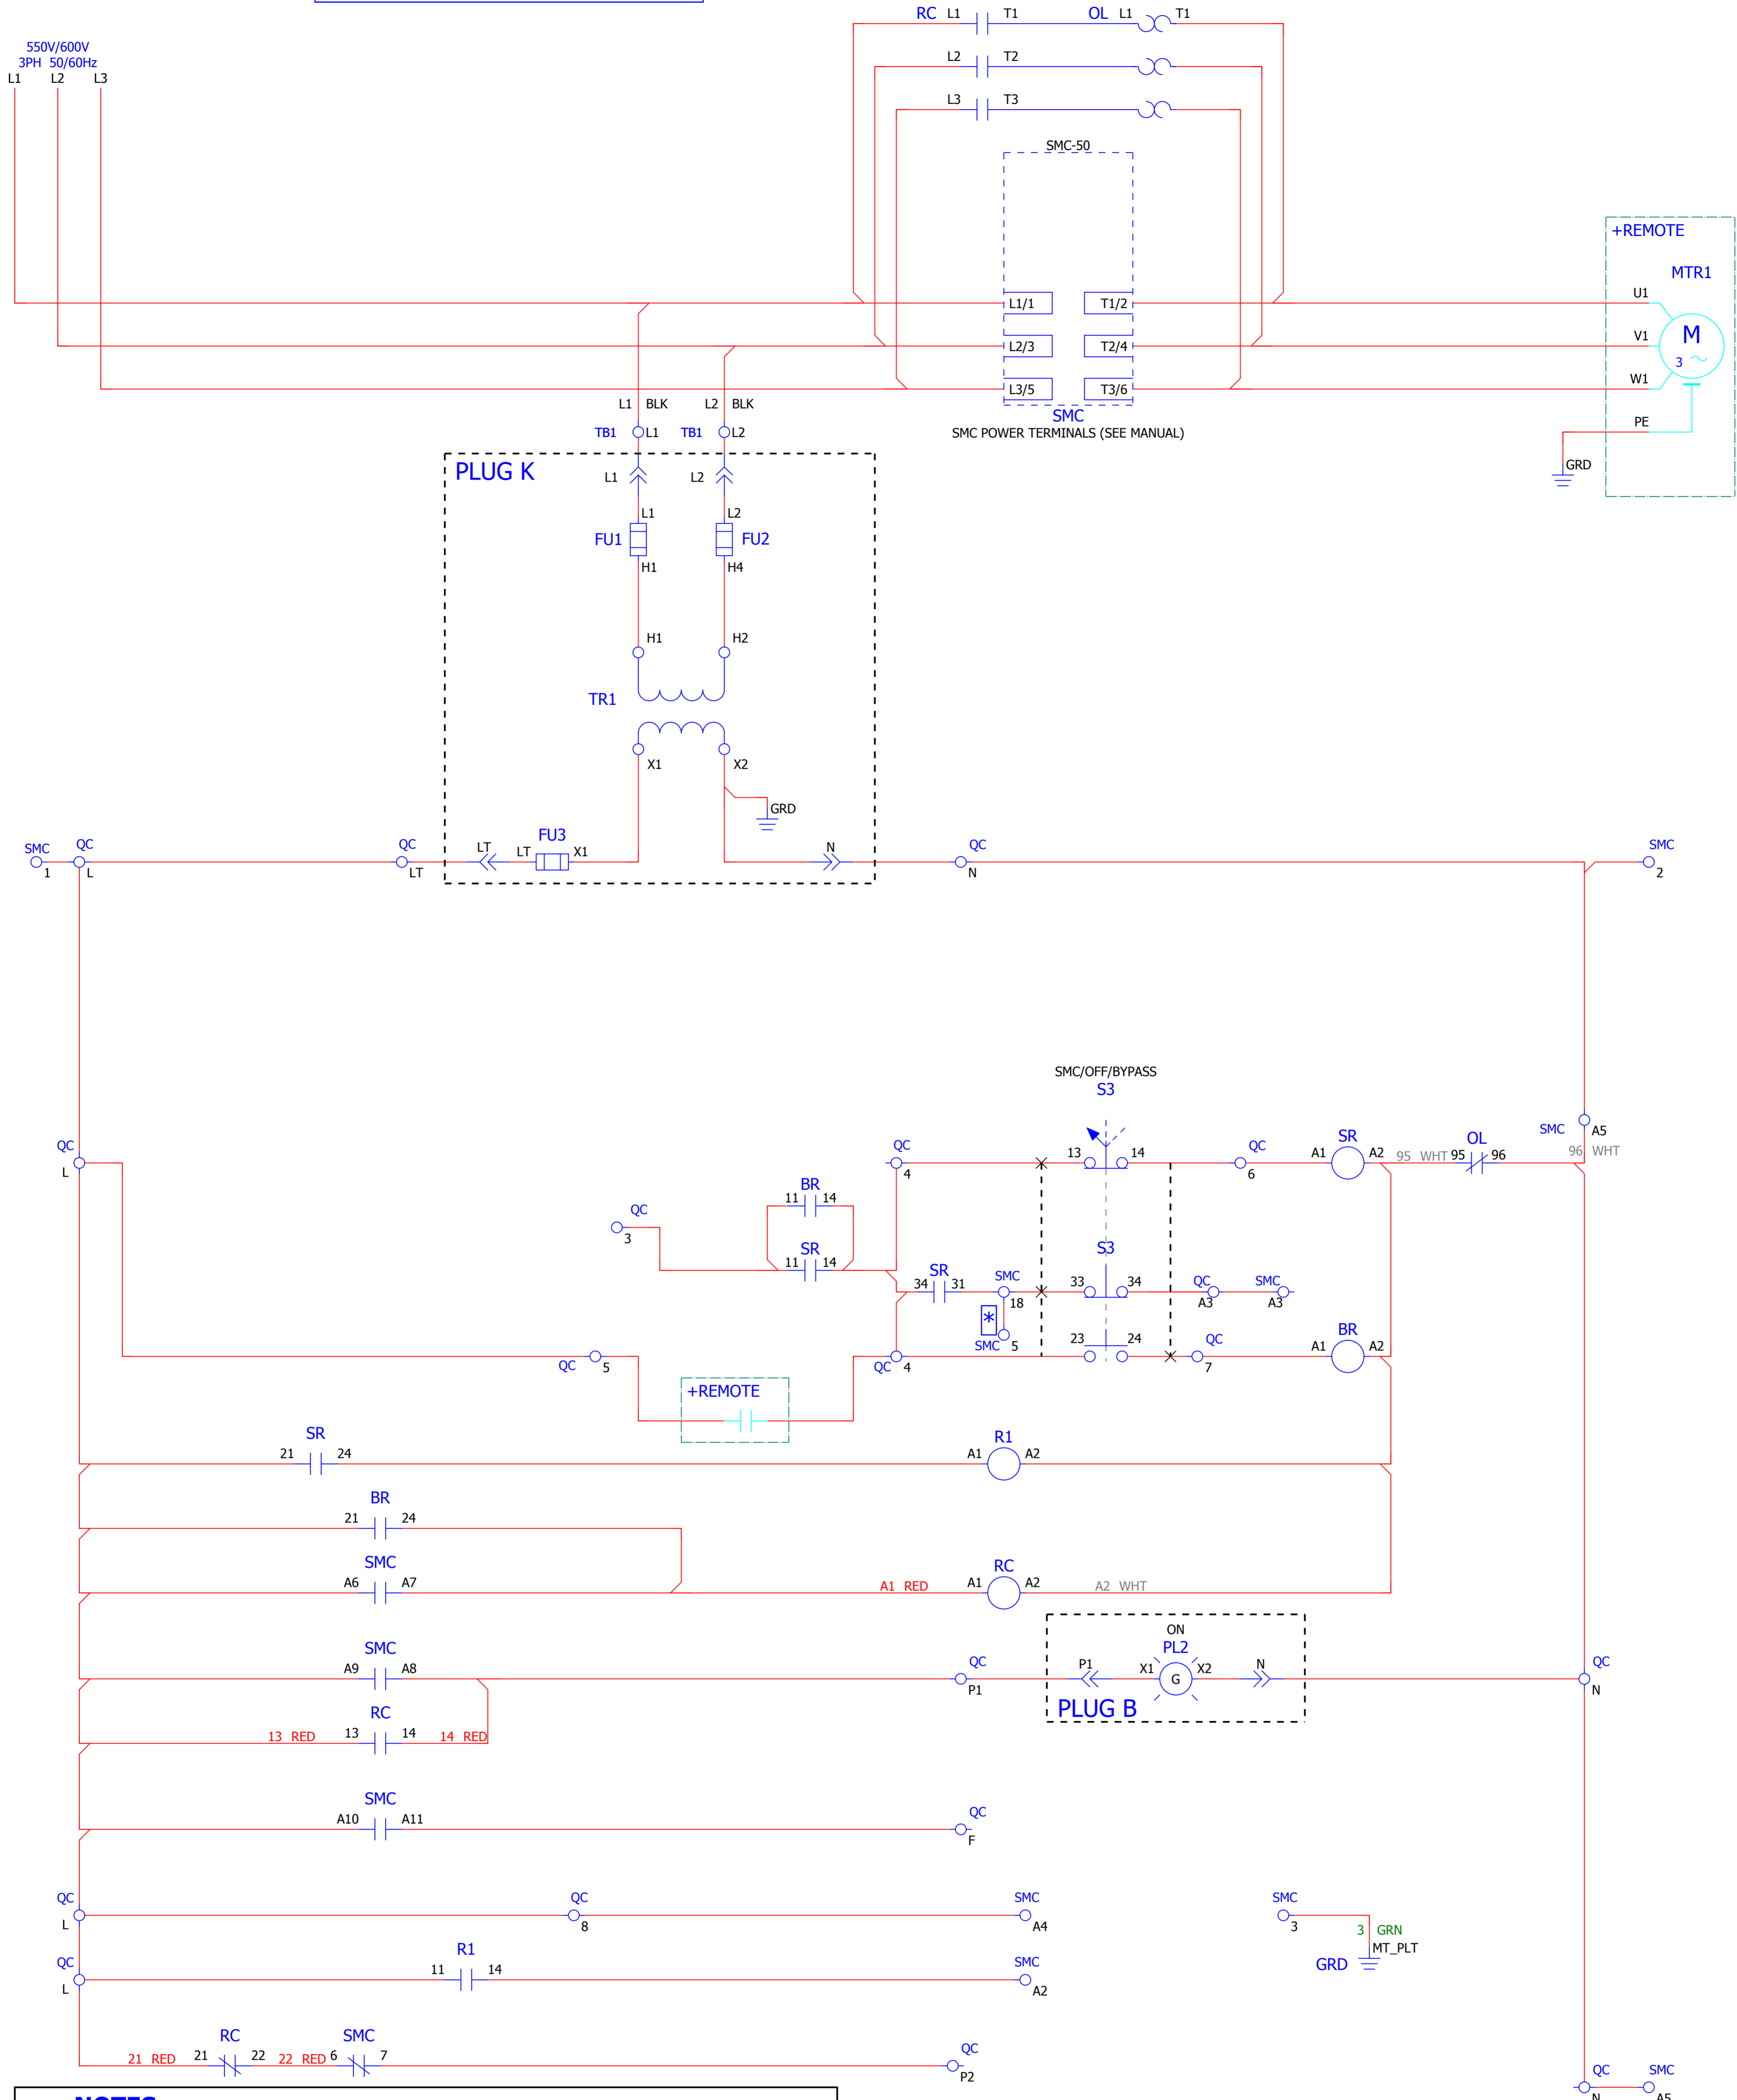 RC L1 T1 OL L1 T1
550V/600V
3PH 50/60Hz
L1 L2 L3
L2 T2
L3 T3
SMC-50
+REMOTE
MTR1
L1/1 T1/2 U1
L2/3 T2/4 V1
M
3
L3/5 T3/6 W1
L1 BLK L2 BLK
SMC
SMC POWER TERMINALS (SEE MANUAL)
PE
TB1 L1 TB1 L2
GRD
PLUG K
L1 L2
L1 L2
FU1 FU2
H1 H4
H1 H2
TR1
X1 X2
GRD
SMC QC QC LT LT FU3 X1 N QC SMC
1 L LT N 2
SMC/OFF/BYPASS
S3
SMC A5
QC QC 13 14 QC SR OL
L 4 6 A1 A2 95 WHT 95 96 96 WHT
BR
11 14
QC
3
SR
11 14
S3
SR
34 31
SMC
18
33 34
QC
A3
SMC
A3
*
SMC 5
23 24
QC
7
BR
A1 A2
QC 5
QC 4
+REMOTE
SR
21 24
R1
A1 A2
BR
21 24
SMC
A6 A7
A1 RED
RC
A1 A2
A2 WHT
ON
SMC
A9 A8
QC
P1
P1
PL2
X1 G X2
N
QC
N
PLUG B
RC
13 RED 13 14 14 RED
SMC
A10 A11
QC
F
QC QC SMC SMC
L 8 A4 3
3 GRN
MT_PLT
GRD
QC R1 SMC
L 11 14 A2
RC SMC
21 RED 21 22 22 RED 6 7
QC
P2
QC SMC
N A5
NOTES